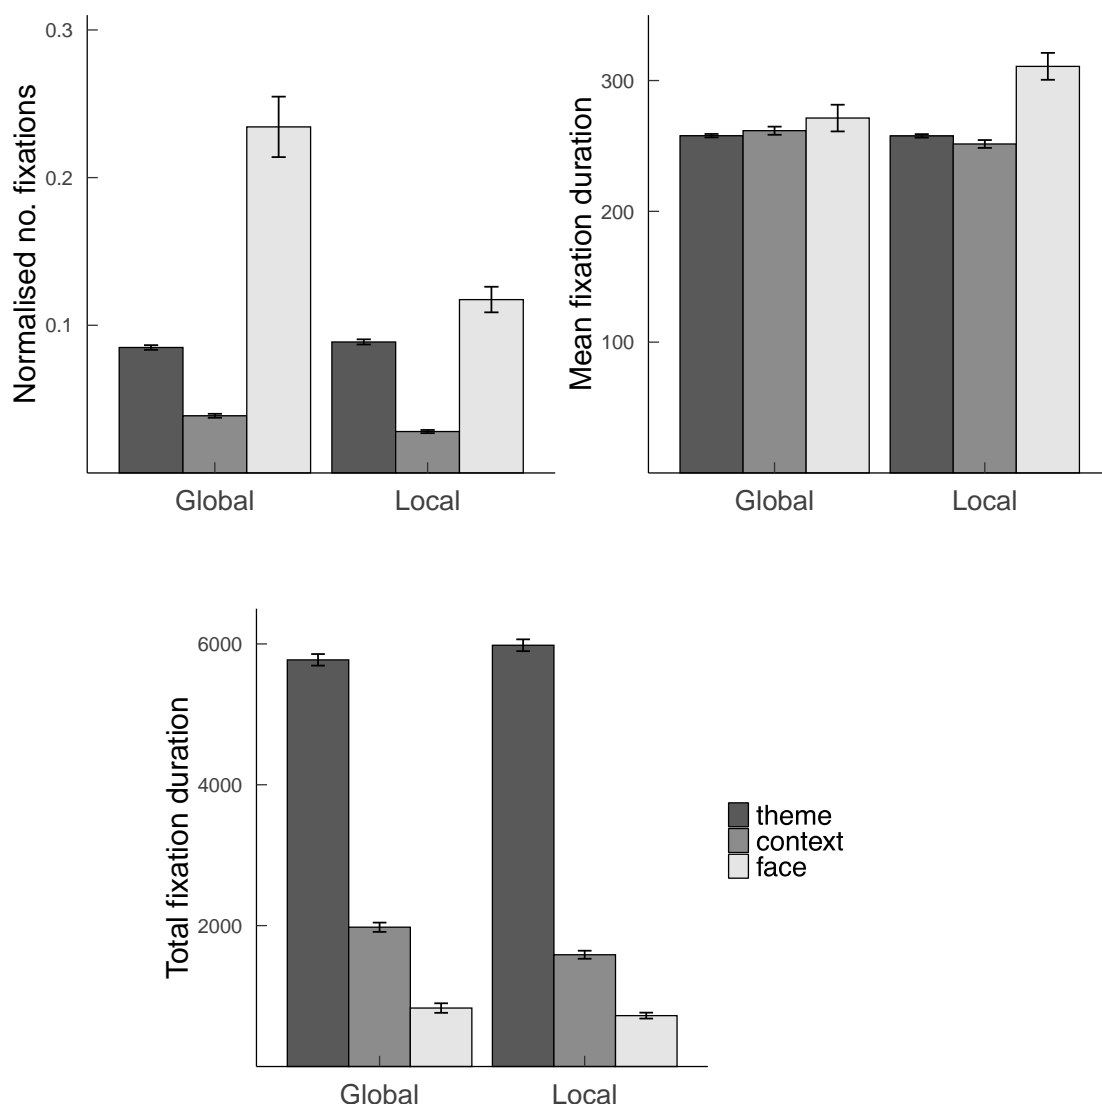 Normalised no. fixations
0.3
0.2
0.1
Global Local
Mean fixation duration
300
200
100
Global Local
Total fixation duration
6000
4000
2000
Global Local
theme
context
face